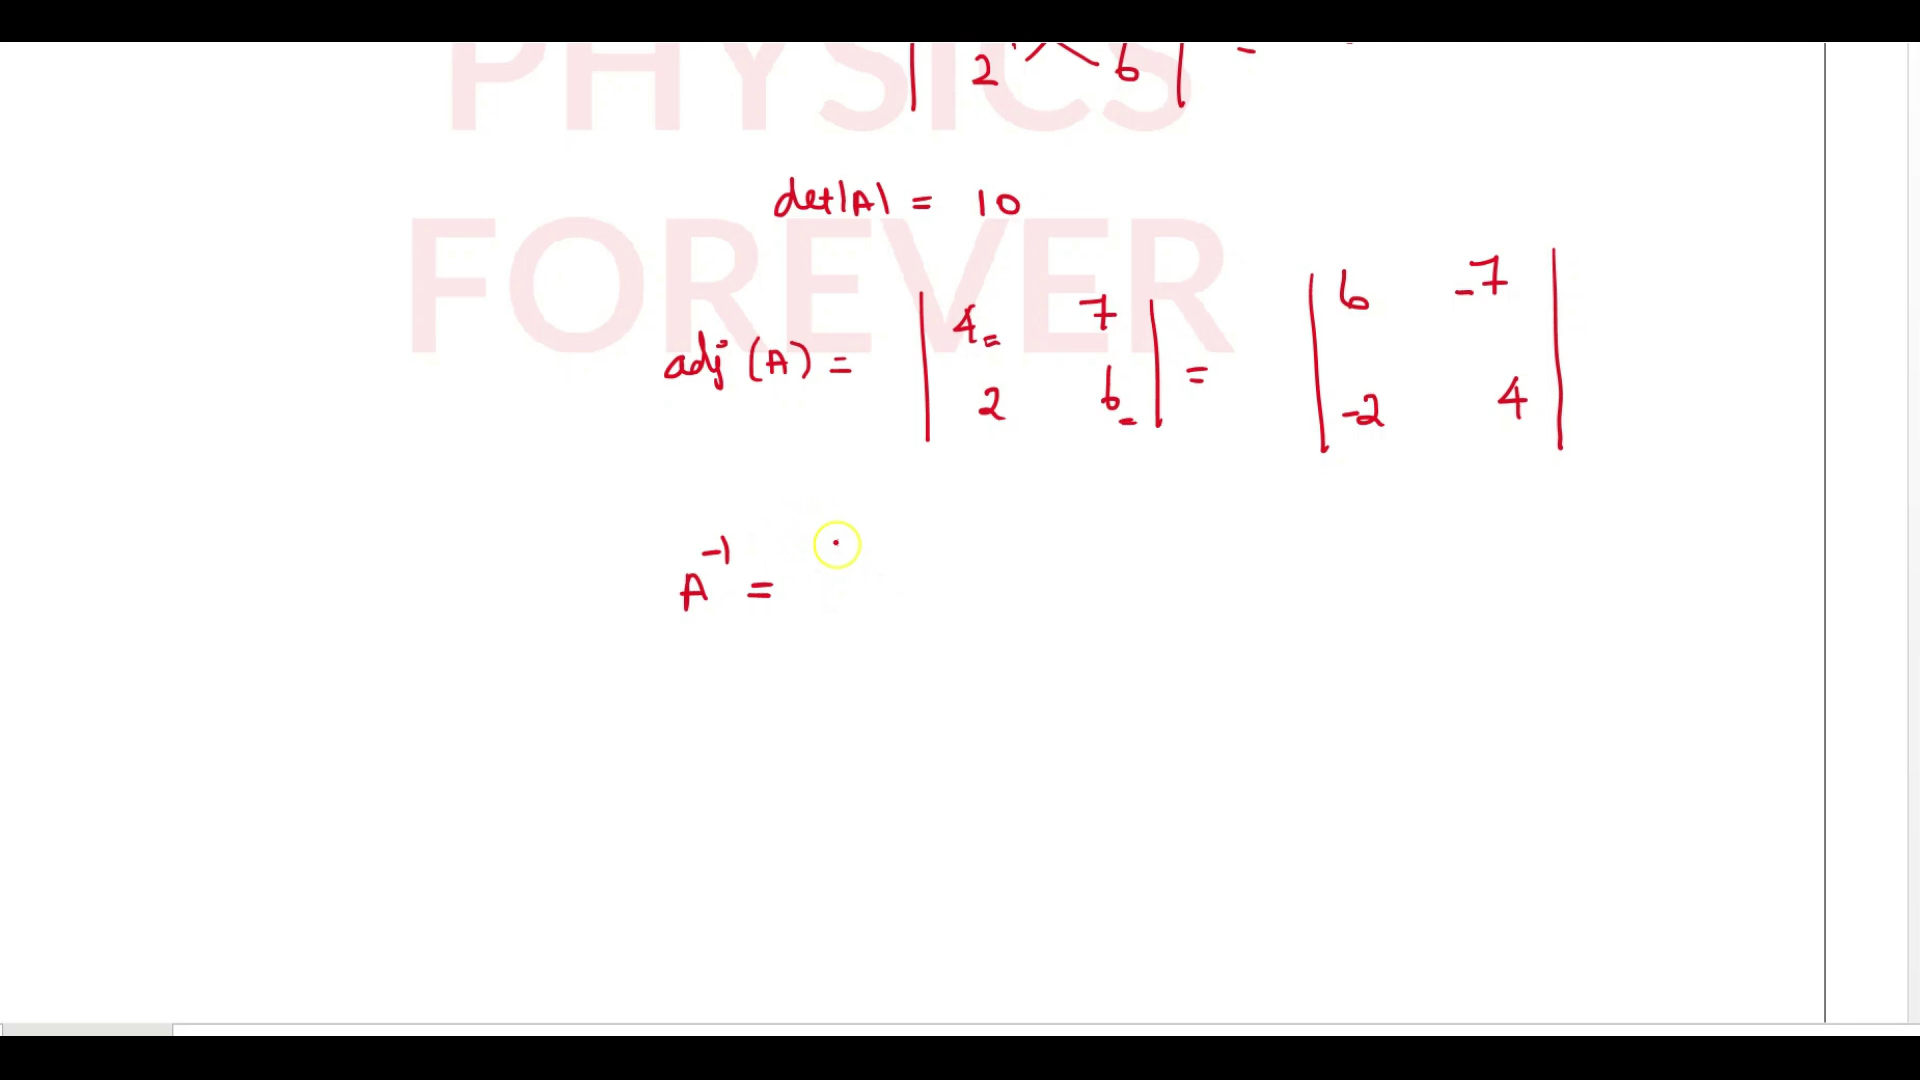 PHYSICS
2 6 =
det|A| = 10
FOREVER
adj (A) = | 4 7 | = | 6 -7 |
| 2 6 | | -2 4 |
A⁻¹ =